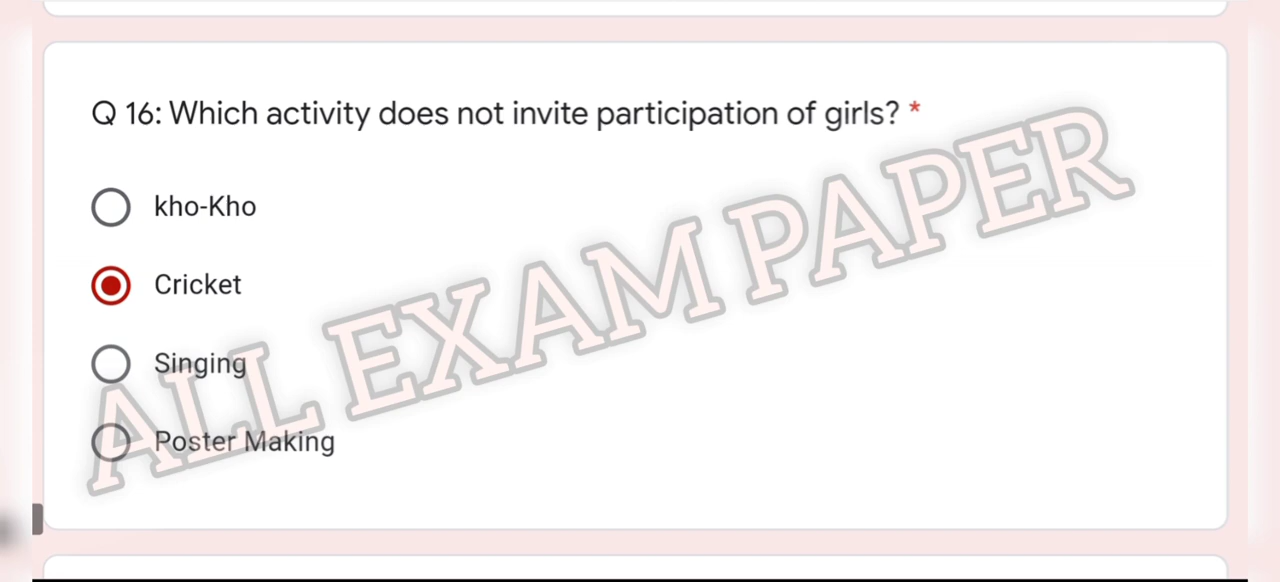 Q 16: Which activity does not invite participation of girls? *
kho-Kho
Cricket
Singing
Poster Making
ALL EXAM PAPER